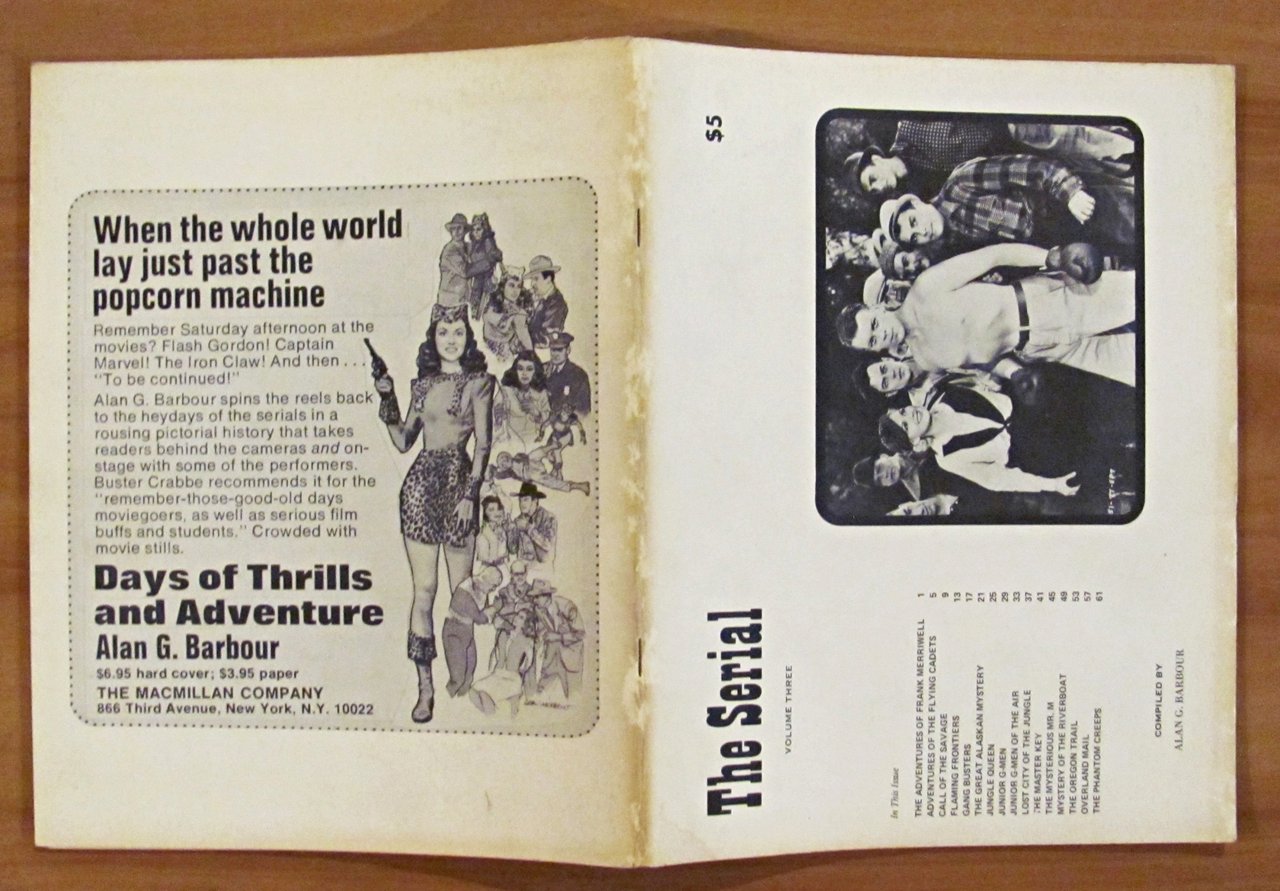 When the whole world
lay just past the
popcorn machine
Remember Saturday afternoon at the
movies? Flash Gordon! Captain
Marvel! The Iron Claw! And then . . .
"To be continued!"
Alan G. Barbour spins the reels back
to the heydays of the serials in a
rousing pictorial history that takes
readers behind the cameras and on-
stage with some of the performers.
Buster Crabbe recommends it for the
"remember-those-good-old days
moviegoers, as well as serious film
buffs and students." Crowded with
movie stills.
Days of Thrills
and Adventure
Alan G. Barbour
$6.95 hard cover; $3.95 paper
THE MACMILLAN COMPANY
866 Third Avenue, New York, N.Y. 10022
The Serial
$5
VOLUME THREE
In This Issue
THE ADVENTURES OF FRANK MERRIWELL 1
ADVENTURES OF THE FLYING CADETS 5
CALL OF THE SAVAGE 9
FLAMING FRONTIERS 13
GANG BUSTERS 17
THE GREAT ALASKAN MYSTERY 21
JUNGLE QUEEN 25
JUNIOR G-MEN 29
JUNIOR G-MEN OF THE AIR 33
LOST CITY OF THE JUNGLE 37
THE MASTER KEY 41
THE MYSTERIOUS MR. M 45
MYSTERY OF THE RIVERBOAT 49
THE OREGON TRAIL 53
OVERLAND MAIL 57
THE PHANTOM CREEPS 61
COMPILED BY
ALAN G. BARBOUR